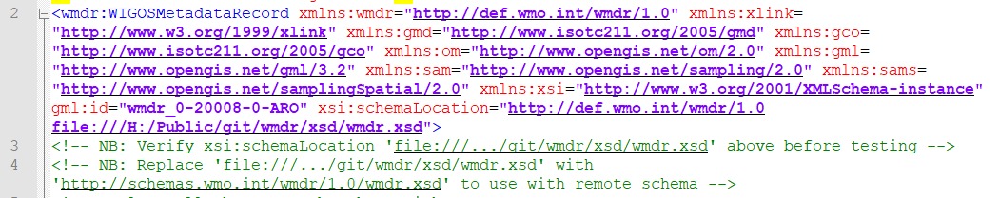 2 <wmdr:WIGOSMetadataRecord xmlns:wmdr="http://def.wmo.int/wmdr/1.0" xmlns:xlink=
"http://www.w3.org/1999/xlink" xmlns:gmd="http://www.isotc211.org/2005/gmd" xmlns:gco=
"http://www.isotc211.org/2005/gco" xmlns:om="http://www.opengis.net/om/2.0" xmlns:gml=
"http://www.opengis.net/gml/3.2" xmlns:sam="http://www.opengis.net/sampling/2.0" xmlns:sams=
"http://www.opengis.net/samplingSpatial/2.0" xmlns:xsi="http://www.w3.org/2001/XMLSchema-instance"
gml:id="wmdr_0-20008-0-ARO" xsi:schemaLocation="http://def.wmo.int/wmdr/1.0
file:///H:/Public/git/wmdr/xsd/wmdr.xsd">
3 <!-- NB: Verify xsi:schemaLocation 'file:///.../git/wmdr/xsd/wmdr.xsd' above before testing -->
4 <!-- NB: Replace 'file:///.../git/wmdr/xsd/wmdr.xsd' with
'http://schemas.wmo.int/wmdr/1.0/wmdr.xsd' to use with remote schema -->